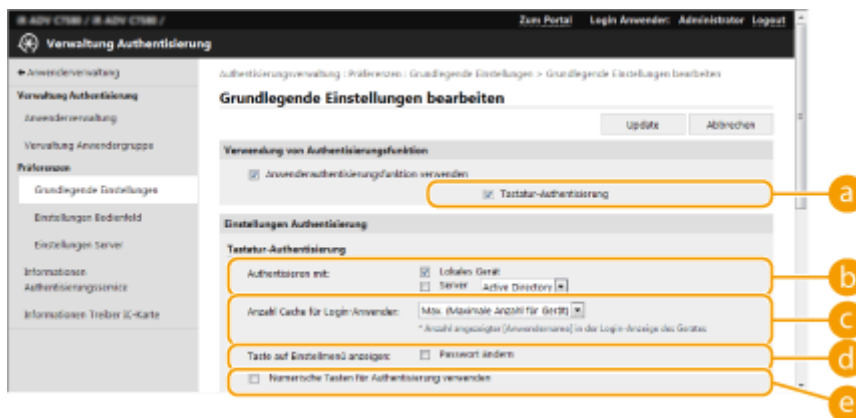 iR-ADV C7580 / iR-ADV C7580 /
Zum Portal Login Anwender: Administrator Logout
Verwaltung Authentisierung
Anwenderverwaltung
Verwaltung Authentisierung
Anwenderverwaltung
Verwaltung Anwendergruppe
Präferenzen
Grundlegende Einstellungen
Einstellungen Bedienfeld
Einstellungen Server
Informationen
Authentisierungsservice
Informationen Treiber IC-Karte
Authentisierungsverwaltung : Präferenzen : Grundlegende Einstellungen > Grundlegende Einstellungen bearbeiten
Grundlegende Einstellungen bearbeiten
Update Abbrechen
Verwendung von Authentisierungsfunktion
Anwenderauthentisierungsfunktion verwenden
Tastatur-Authentisierung
a
Einstellungen Authentisierung
Tastatur-Authentisierung
Authentisieren mit: Lokales Gerät
Server Active Directory
b
Anzahl Cache für Login-Anwender: Max. (Maximale Anzahl für Gerät)
* Anzahl angezeigter [Anwendername] in der Login-Anzeige des Gerätes
c
Taste auf Einstellmenü anzeigen: Passwort ändern
d
Numerische Tasten für Authentisierung verwenden
e